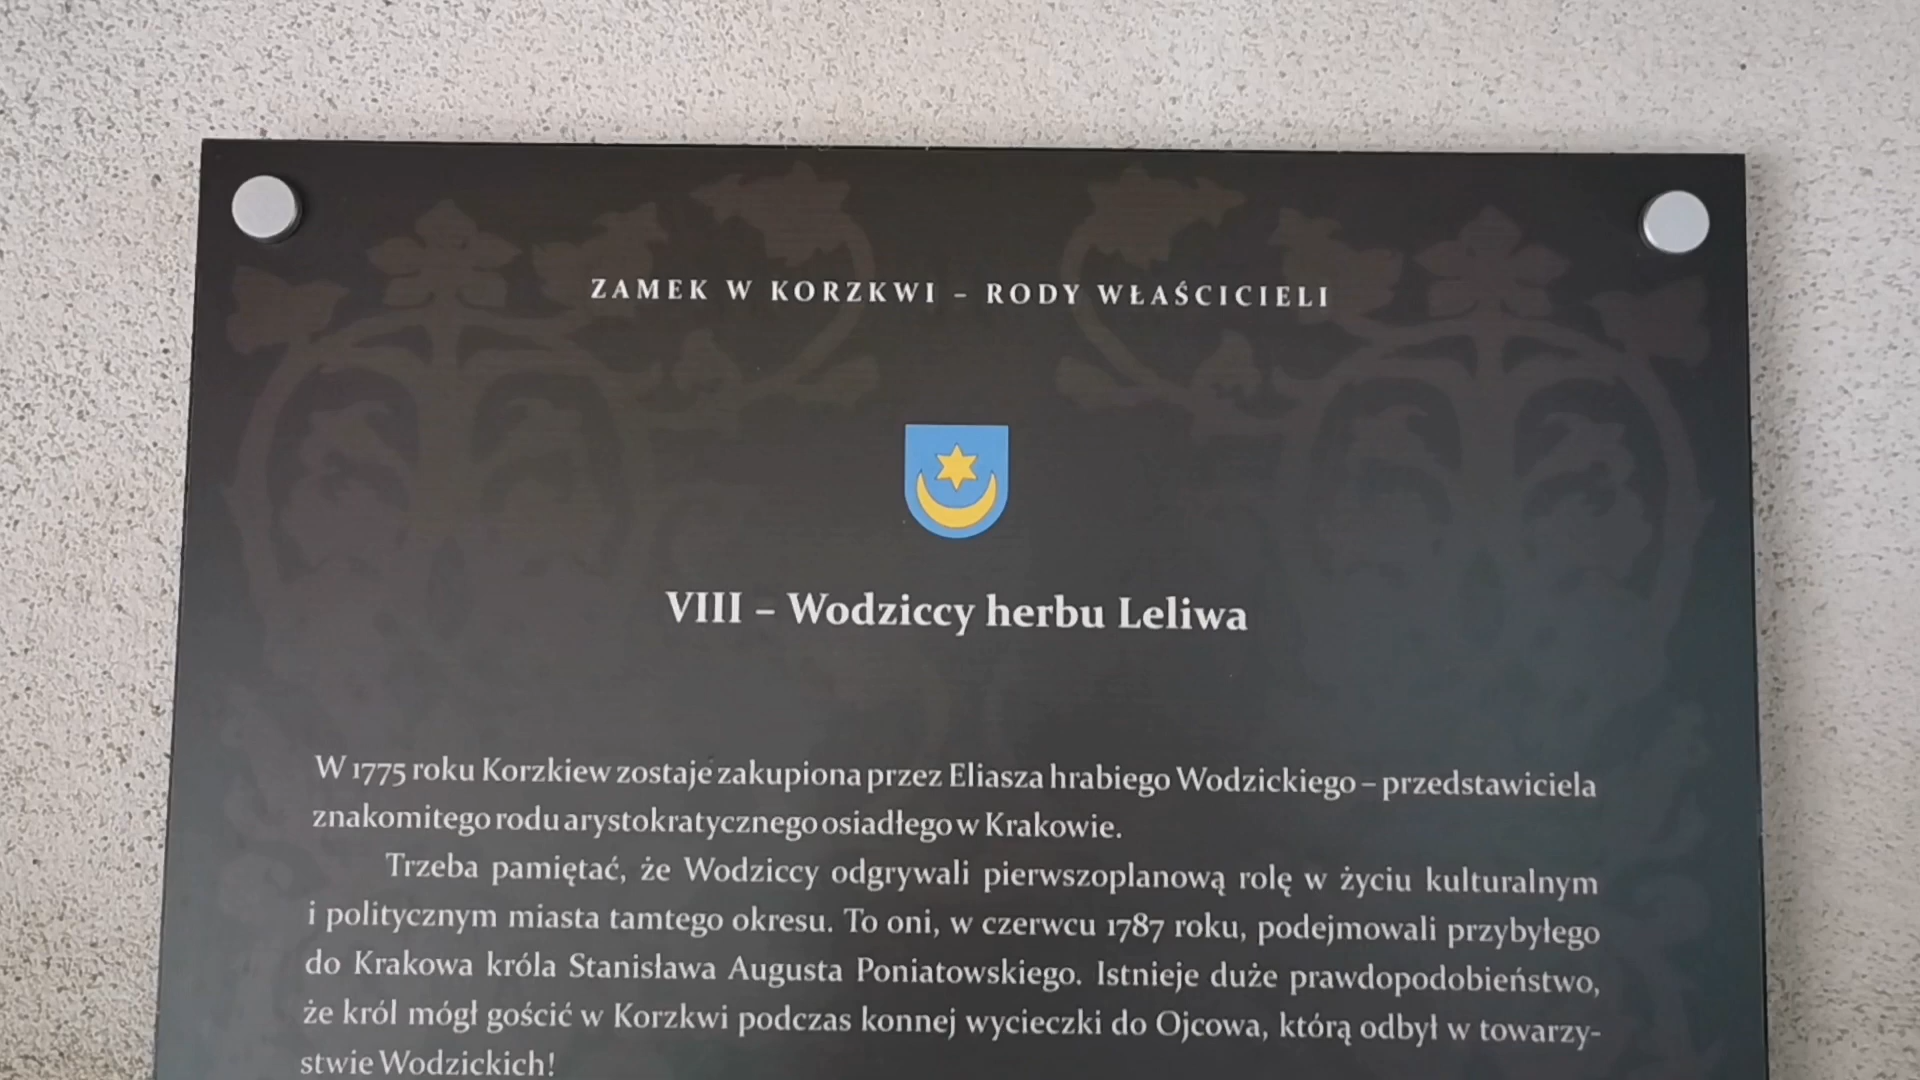 ZAMEK W KORZKWI – RODY WŁAŚCICIELI
VIII – Wodziccy herbu Leliwa
W 1775 roku Korzkiew zostaje zakupiona przez Eliasza hrabiego Wodzickiego – przedstawiciela
znakomitego rodu arystokratycznego osiadłego w Krakowie.
Trzeba pamiętać, że Wodziccy odgrywali pierwszoplanową rolę w życiu kulturalnym
i politycznym miasta tamtego okresu. To oni, w czerwcu 1787 roku, podejmowali przybyłego
do Krakowa króla Stanisława Augusta Poniatowskiego. Istnieje duże prawdopodobieństwo,
że król mógł gościć w Korzkwi podczas konnej wycieczki do Ojcowa, którą odbył w towarzy-
stwie Wodzickich!